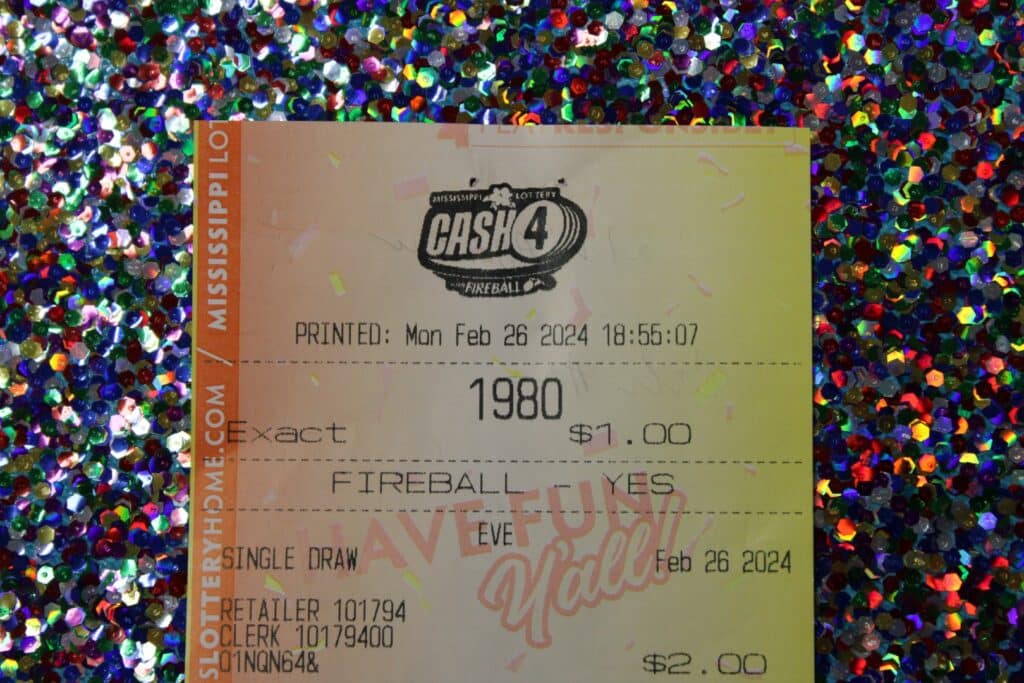 PLAY RESPONSIBLY
MISSISSIPPI LOTTERY
CASH 4
FIREBALL
PRINTED: Mon Feb 26 2024 18:55:07
1980
Exact $1.00
FIREBALL - YES
HAVE FUN
Y'all!
EVE
SINGLE DRAW Feb 26 2024
RETAILER 101794
CLERK 10179400
01NQN64& $2.00
SLOTTERYHOME.COM / MISSISSIPPI LO